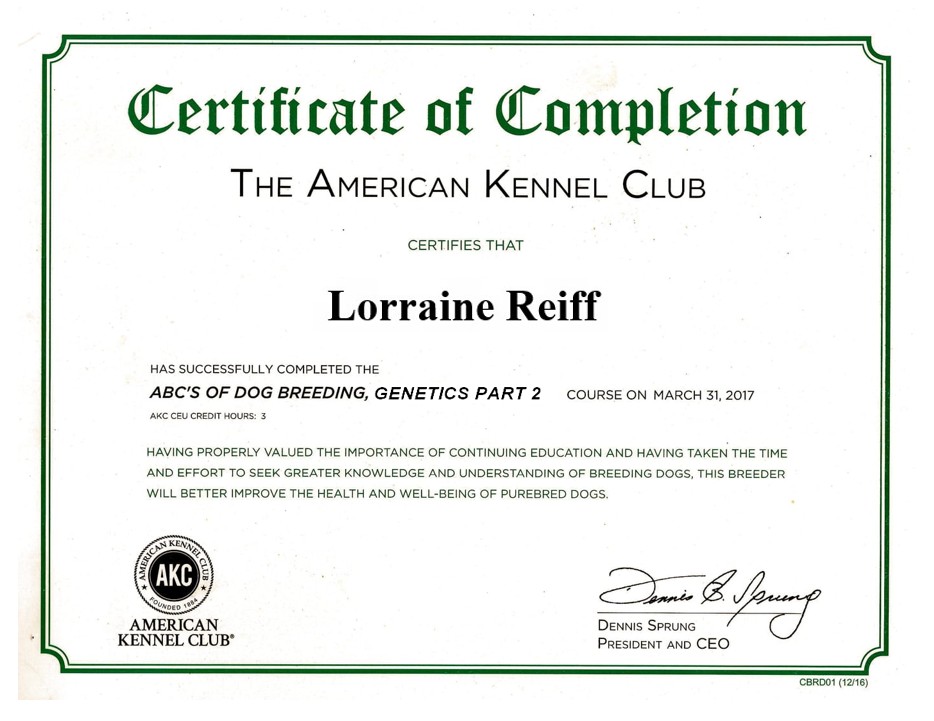 Certificate of Completion
THE AMERICAN KENNEL CLUB
CERTIFIES THAT
Lorraine Reiff
HAS SUCCESSFULLY COMPLETED THE
ABC'S OF DOG BREEDING, GENETICS PART 2 COURSE ON MARCH 31, 2017
AKC CEU CREDIT HOURS: 3
HAVING PROPERLY VALUED THE IMPORTANCE OF CONTINUING EDUCATION AND HAVING TAKEN THE TIME
AND EFFORT TO SEEK GREATER KNOWLEDGE AND UNDERSTANDING OF BREEDING DOGS, THIS BREEDER
WILL BETTER IMPROVE THE HEALTH AND WELL-BEING OF PUREBRED DOGS.
AMERICAN KENNEL CLUB
AKC
FOUNDED 1884
AMERICAN
KENNEL CLUB®
Dennis B. Sprung
DENNIS SPRUNG
PRESIDENT AND CEO
CBRD01 (12/16)